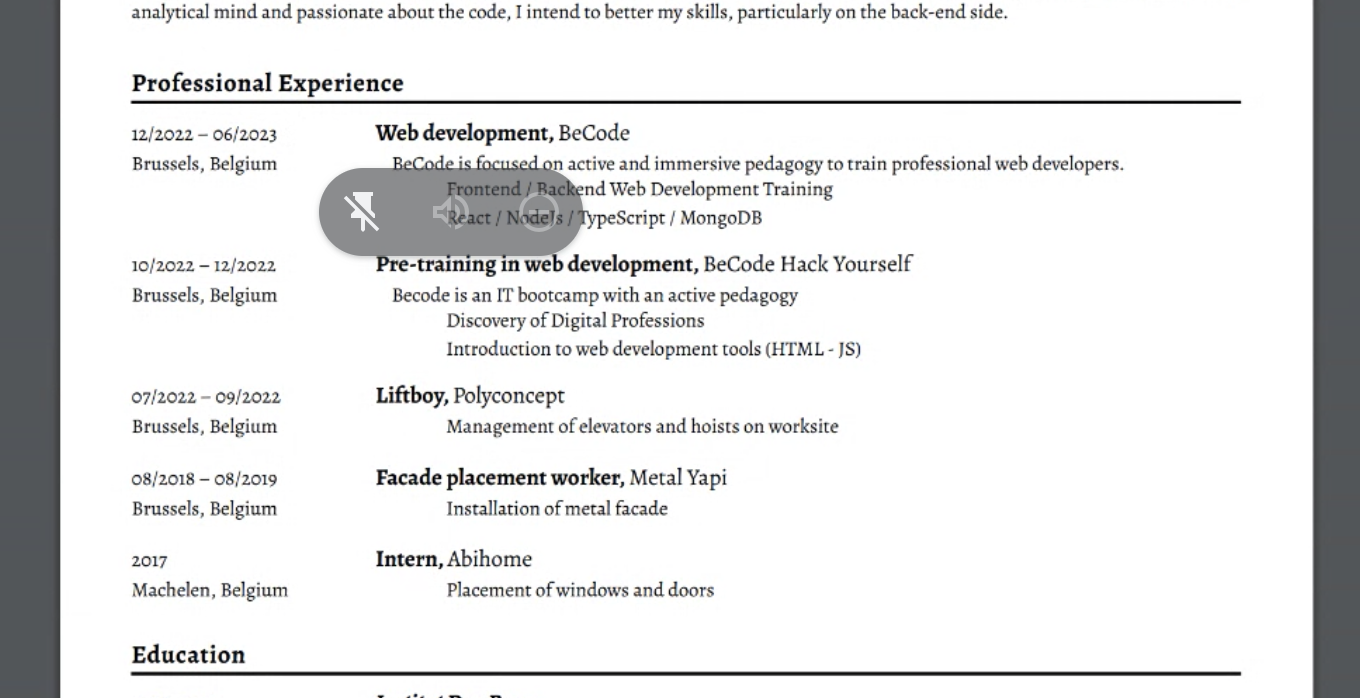 analytical mind and passionate about the code, I intend to better my skills, particularly on the back-end side.
Professional Experience
12/2022 – 06/2023
Web development, BeCode
Brussels, Belgium
BeCode is focused on active and immersive pedagogy to train professional web developers.
Frontend / Backend Web Development Training
React / NodeJs / TypeScript / MongoDB
10/2022 – 12/2022
Pre-training in web development, BeCode Hack Yourself
Brussels, Belgium
Becode is an IT bootcamp with an active pedagogy
Discovery of Digital Professions
Introduction to web development tools (HTML - JS)
07/2022 – 09/2022
Liftboy, Polyconcept
Brussels, Belgium
Management of elevators and hoists on worksite
08/2018 – 08/2019
Facade placement worker, Metal Yapi
Brussels, Belgium
Installation of metal facade
2017
Intern, Abihome
Machelen, Belgium
Placement of windows and doors
Education